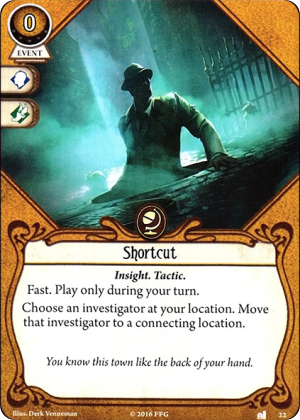 0
EVENT
Shortcut
Insight. Tactic.
Fast. Play only during your turn.
Choose an investigator at your location. Move
that investigator to a connecting location.
You know this town like the back of your hand.
Illus. Derk Venneman
© 2016 FFG
22